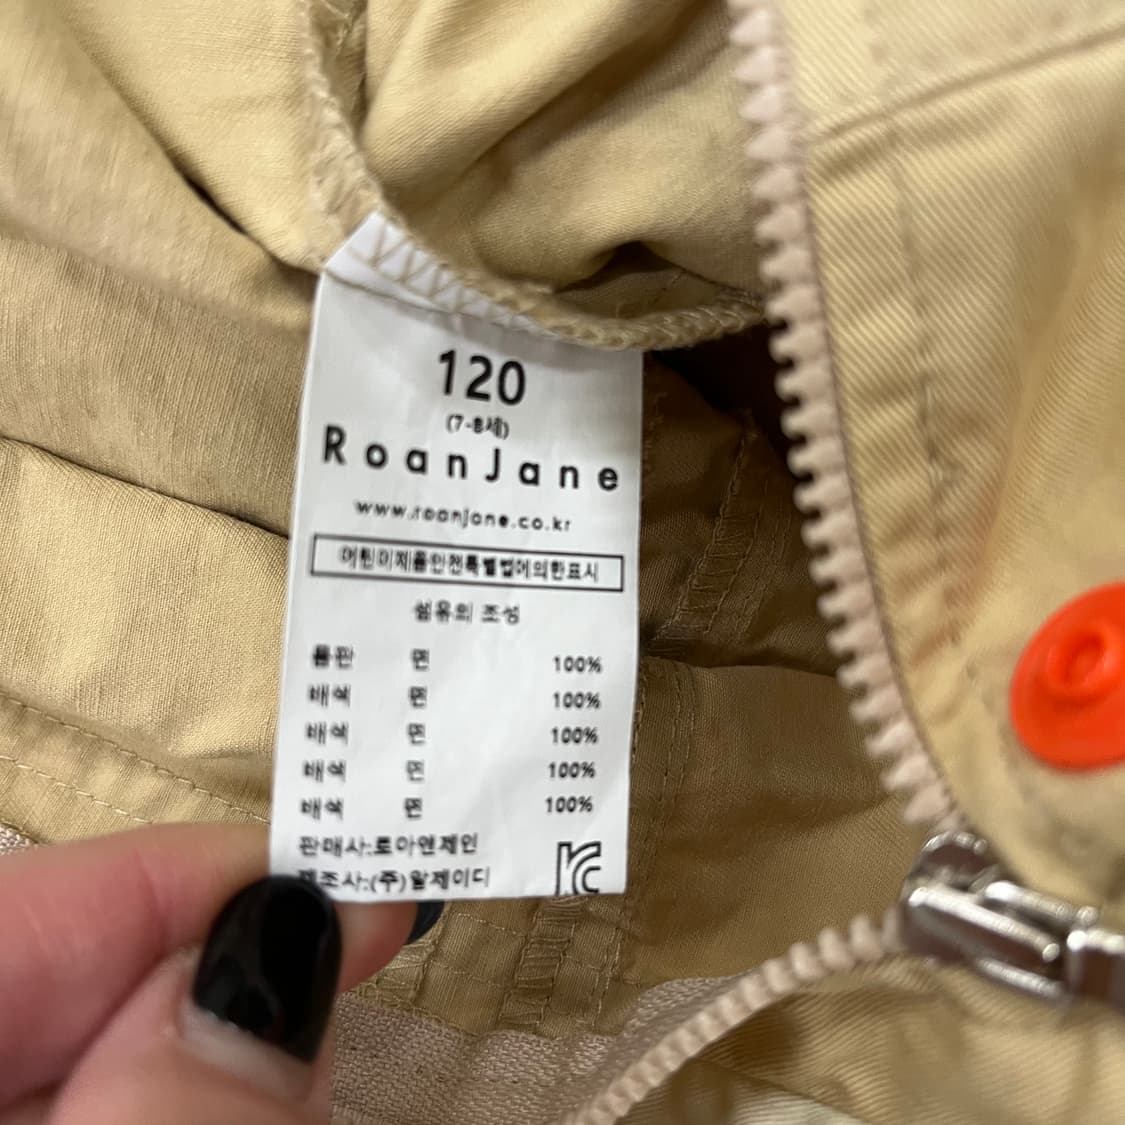 120
(7-8세)
RoanJane
www.roanjane.co.kr
어린이제품안전특별법에의한표시
섬유의 조성
몸판 면 100%
배색 면 100%
배색 면 100%
배색 면 100%
배색 면 100%
판매사:로아앤제인
제조사:(주)알제이디
KC